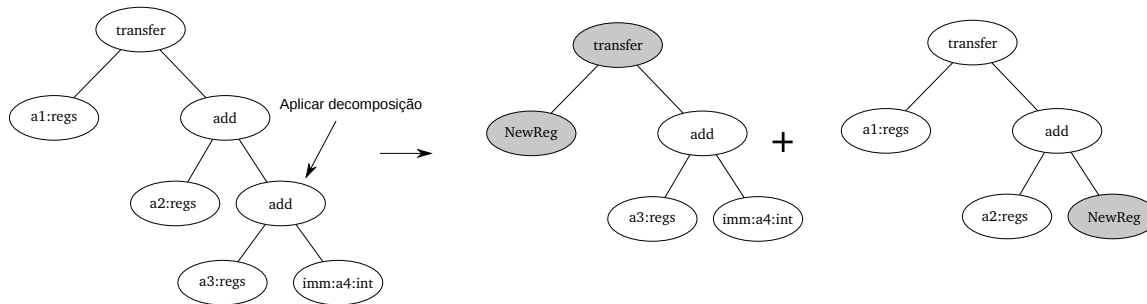 transfer
a1:regs
add
Aplicar decomposição
a2:regs
add
a3:regs
imm:a4:int
transfer
NewReg
add
a3:regs
imm:a4:int
+
transfer
a1:regs
add
a2:regs
NewReg